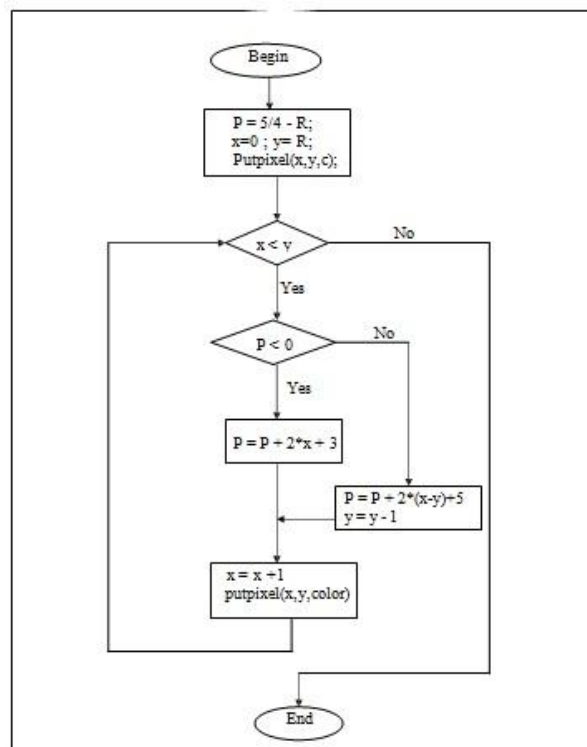 Begin
P = 5/4 - R;
x=0 ; y= R;
Putpixel(x,y,c);
x < y
No
Yes
P < 0
No
Yes
P = P + 2*x + 3
P = P + 2*(x-y)+5
y = y - 1
x = x +1
putpixel(x,y,color)
End